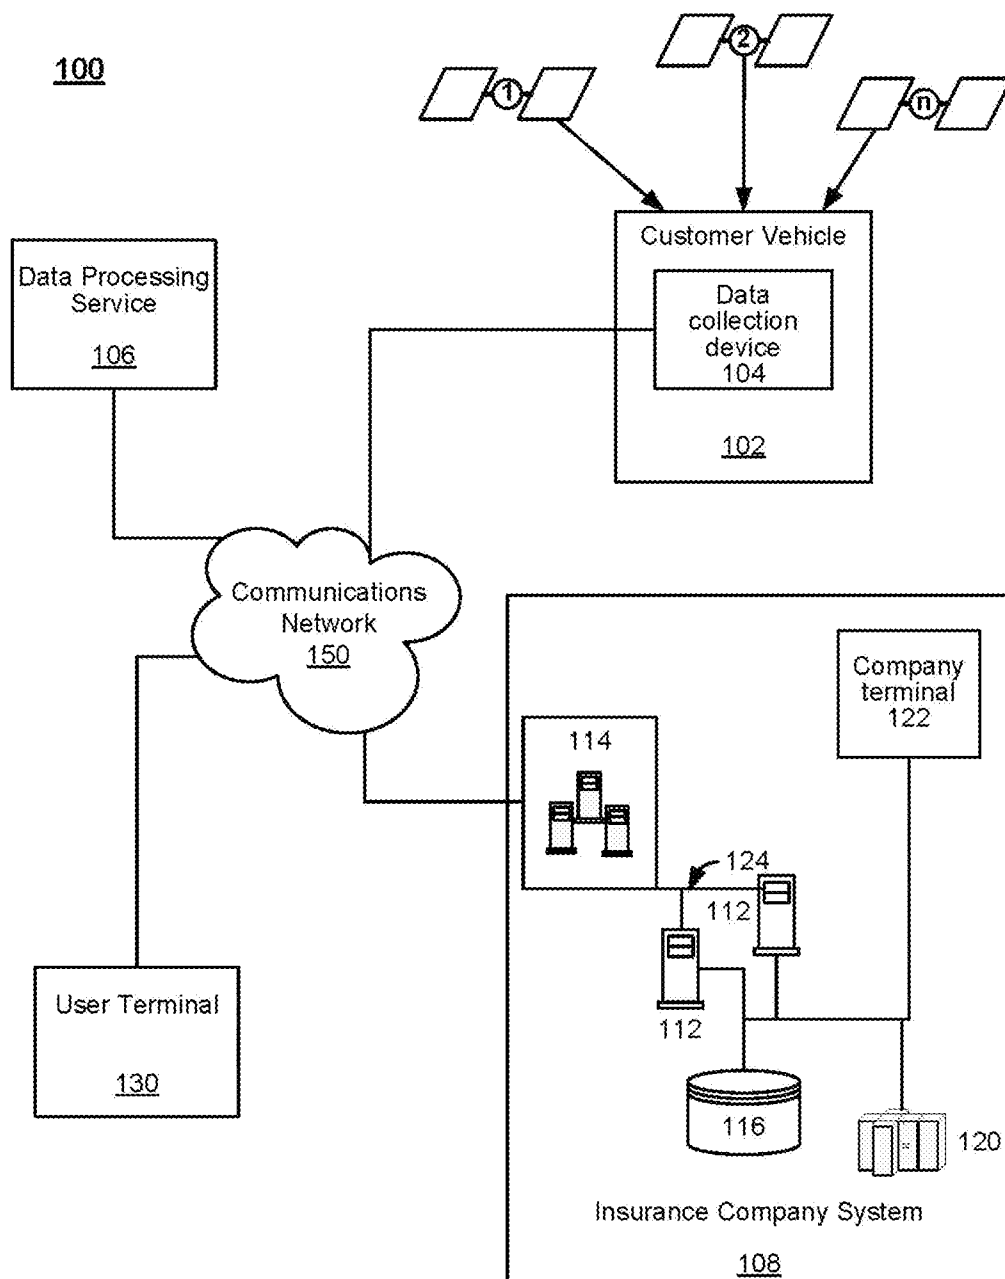 100
1
2
n
Customer Vehicle
Data
collection
device
104
102
Data Processing
Service
106
Communications
Network
150
Company
terminal
122
114
124
112
112
116
120
User Terminal
130
Insurance Company System
108